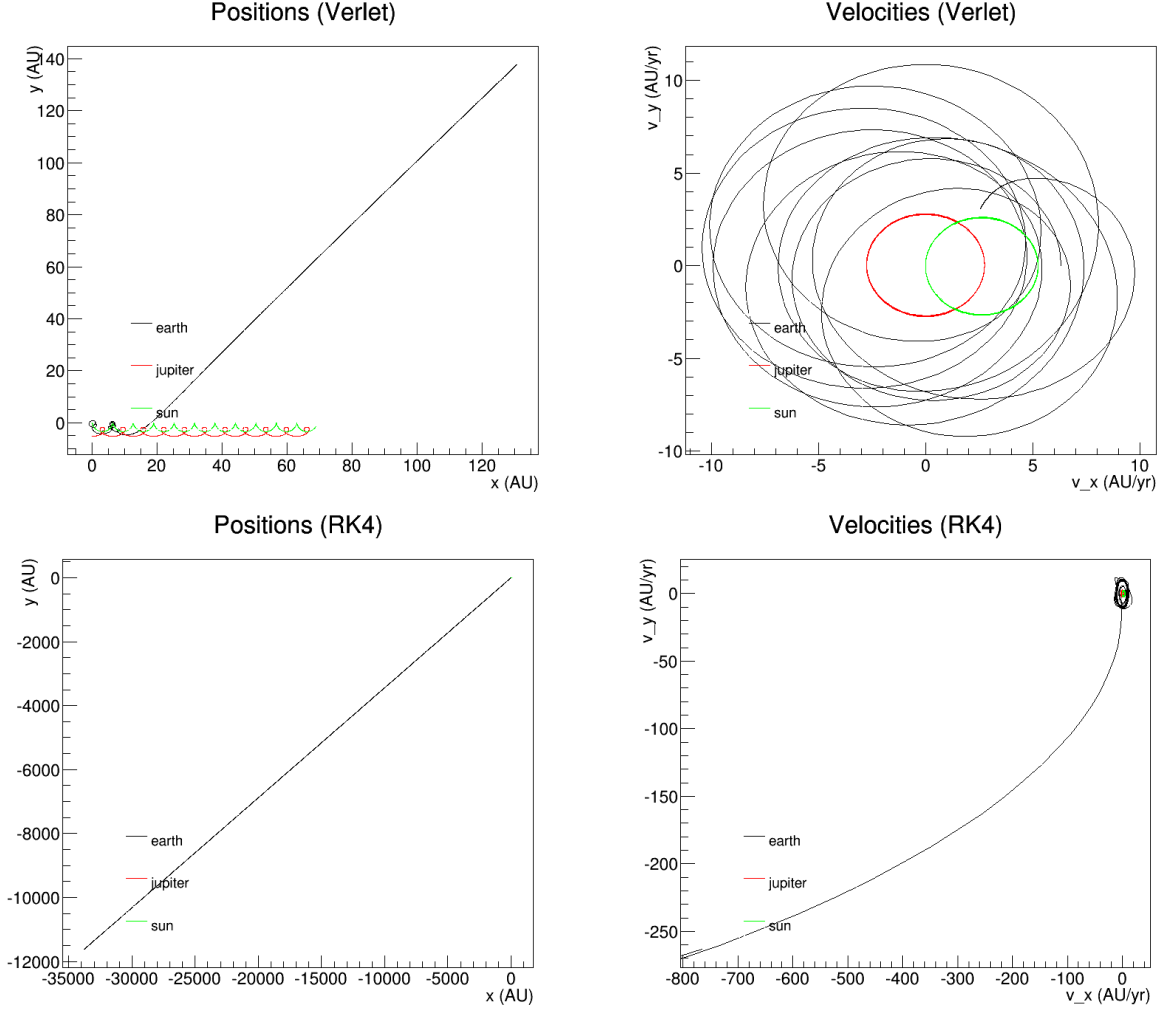 Positions (Verlet)
y (AU)
140
120
100
80
60
40
20
0
earth
jupiter
sun
0 20 40 60 80 100 120
x (AU)
Velocities (Verlet)
v_y (AU/yr)
10
5
0
-5
-10
earth
jupiter
sun
-10 -5 0 5 10
v_x (AU/yr)
Positions (RK4)
y (AU)
0
-2000
-4000
-6000
-8000
-10000
-12000
earth
jupiter
sun
-35000 -30000 -25000 -20000 -15000 -10000 -5000 0
x (AU)
Velocities (RK4)
v_y (AU/yr)
0
-50
-100
-150
-200
-250
earth
jupiter
sun
-800 -700 -600 -500 -400 -300 -200 -100 0
v_x (AU/yr)